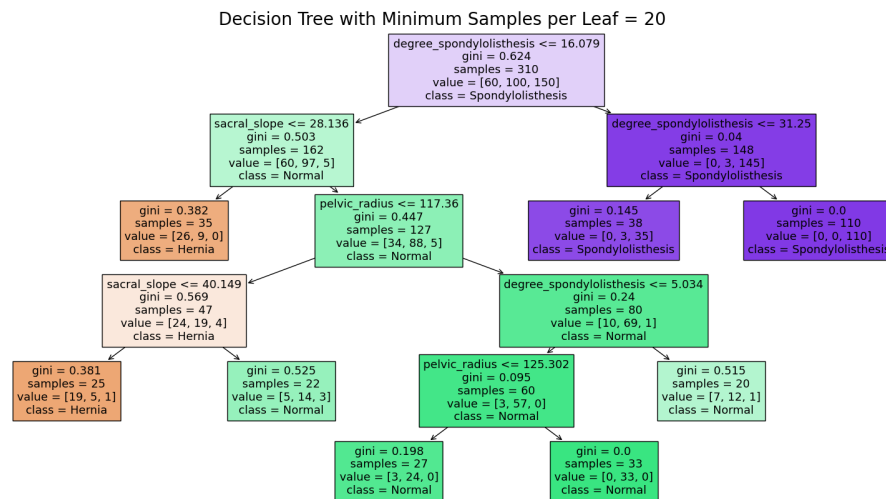 Decision Tree with Minimum Samples per Leaf = 20
degree_spondylolisthesis <= 16.079
gini = 0.624
samples = 310
value = [60, 100, 150]
class = Spondylolisthesis
sacral_slope <= 28.136
gini = 0.503
samples = 162
value = [60, 97, 5]
class = Normal
degree_spondylolisthesis <= 31.25
gini = 0.04
samples = 148
value = [0, 3, 145]
class = Spondylolisthesis
gini = 0.382
samples = 35
value = [26, 9, 0]
class = Hernia
pelvic_radius <= 117.36
gini = 0.447
samples = 127
value = [34, 88, 5]
class = Normal
gini = 0.145
samples = 38
value = [0, 3, 35]
class = Spondylolisthesis
gini = 0.0
samples = 110
value = [0, 0, 110]
class = Spondylolisthesis
sacral_slope <= 40.149
gini = 0.569
samples = 47
value = [24, 19, 4]
class = Hernia
degree_spondylolisthesis <= 5.034
gini = 0.24
samples = 80
value = [10, 69, 1]
class = Normal
gini = 0.381
samples = 25
value = [19, 5, 1]
class = Hernia
gini = 0.525
samples = 22
value = [5, 14, 3]
class = Normal
pelvic_radius <= 125.302
gini = 0.095
samples = 60
value = [3, 57, 0]
class = Normal
gini = 0.515
samples = 20
value = [7, 12, 1]
class = Normal
gini = 0.198
samples = 27
value = [3, 24, 0]
class = Normal
gini = 0.0
samples = 33
value = [0, 33, 0]
class = Normal